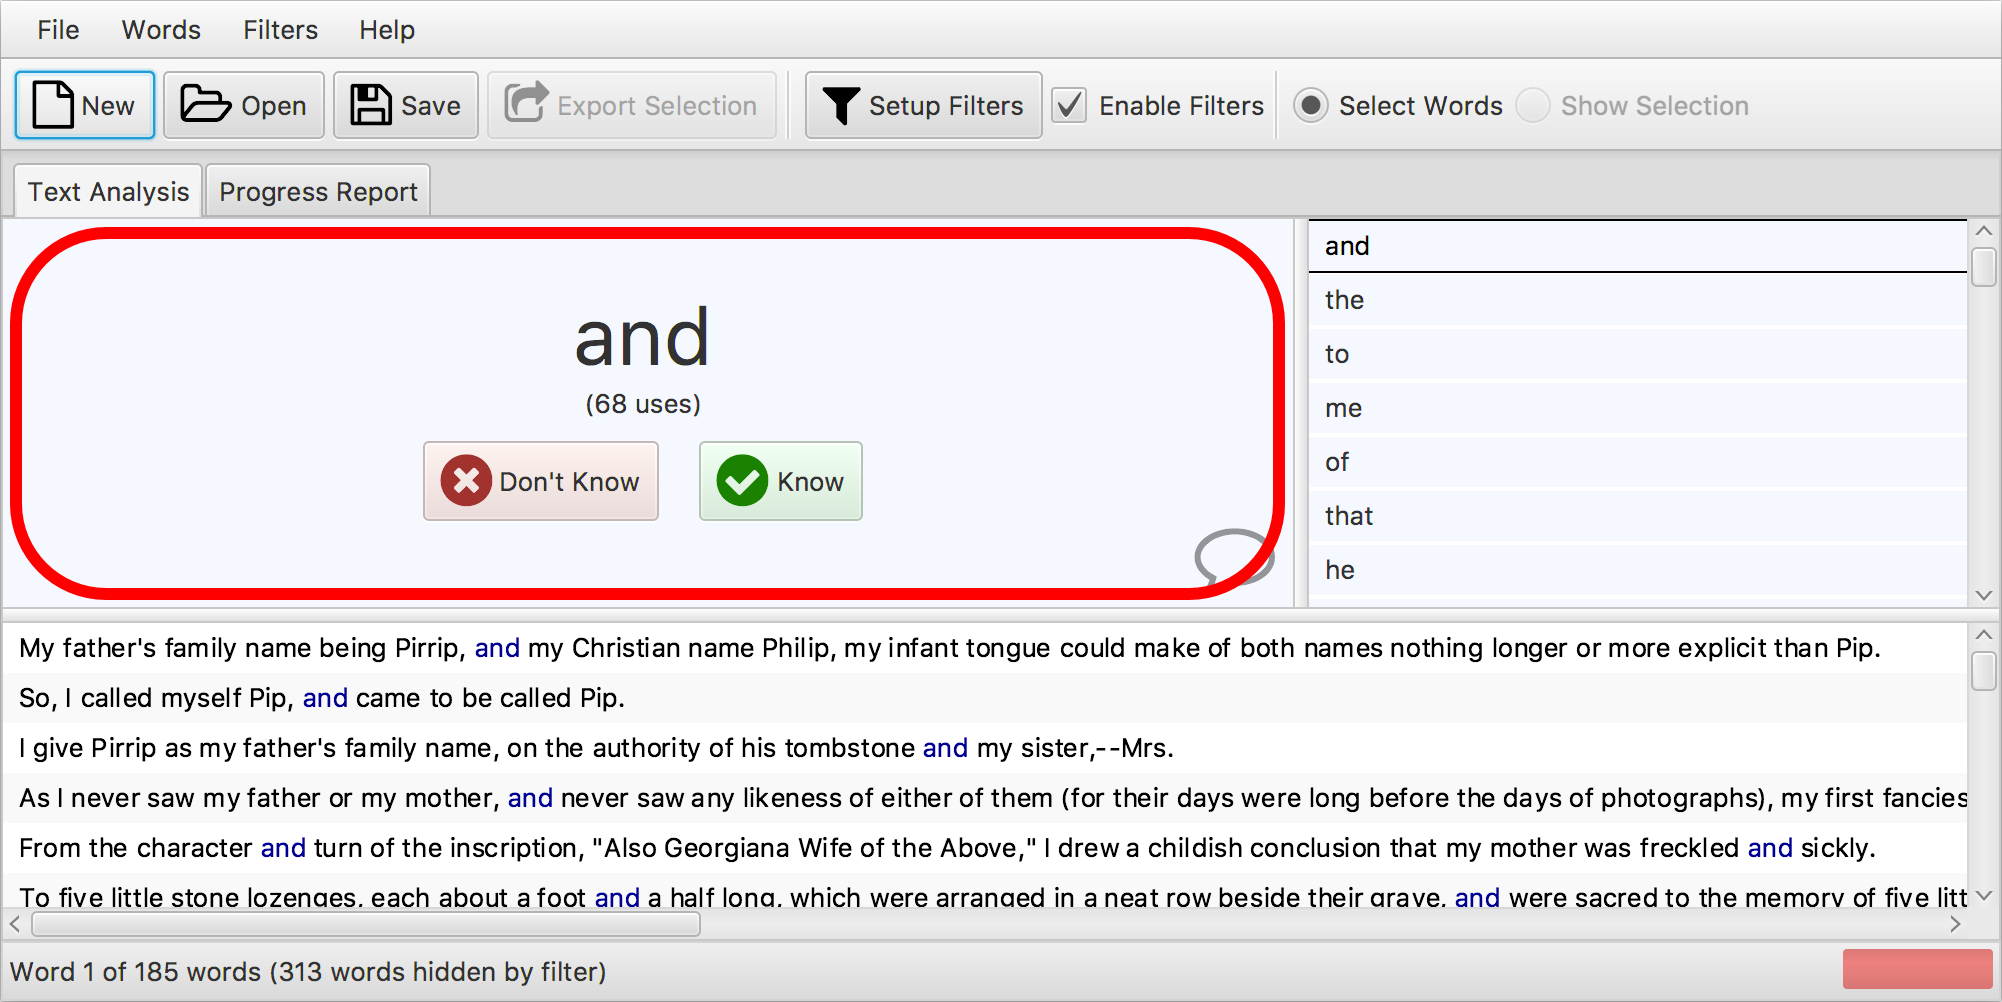 File Words Filters Help
New Open Save Export Selection Setup Filters Enable Filters Select Words Show Selection
Text Analysis Progress Report
and
(68 uses)
Don't Know Know
and
the
to
me
of
that
he
My father's family name being Pirrip, and my Christian name Philip, my infant tongue could make of both names nothing longer or more explicit than Pip.
So, I called myself Pip, and came to be called Pip.
I give Pirrip as my father's family name, on the authority of his tombstone and my sister,--Mrs.
As I never saw my father or my mother, and never saw any likeness of either of them (for their days were long before the days of photographs), my first fancies
From the character and turn of the inscription, "Also Georgiana Wife of the Above," I drew a childish conclusion that my mother was freckled and sickly.
To five little stone lozenges, each about a foot and a half long, which were arranged in a neat row beside their grave, and were sacred to the memory of five litt
Word 1 of 185 words (313 words hidden by filter)